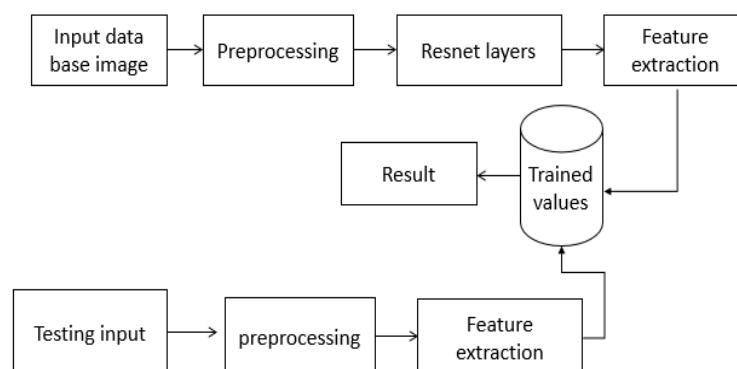 Input data
base image
Preprocessing
Resnet layers
Feature
extraction
Result
Trained
values
Testing input
preprocessing
Feature
extraction